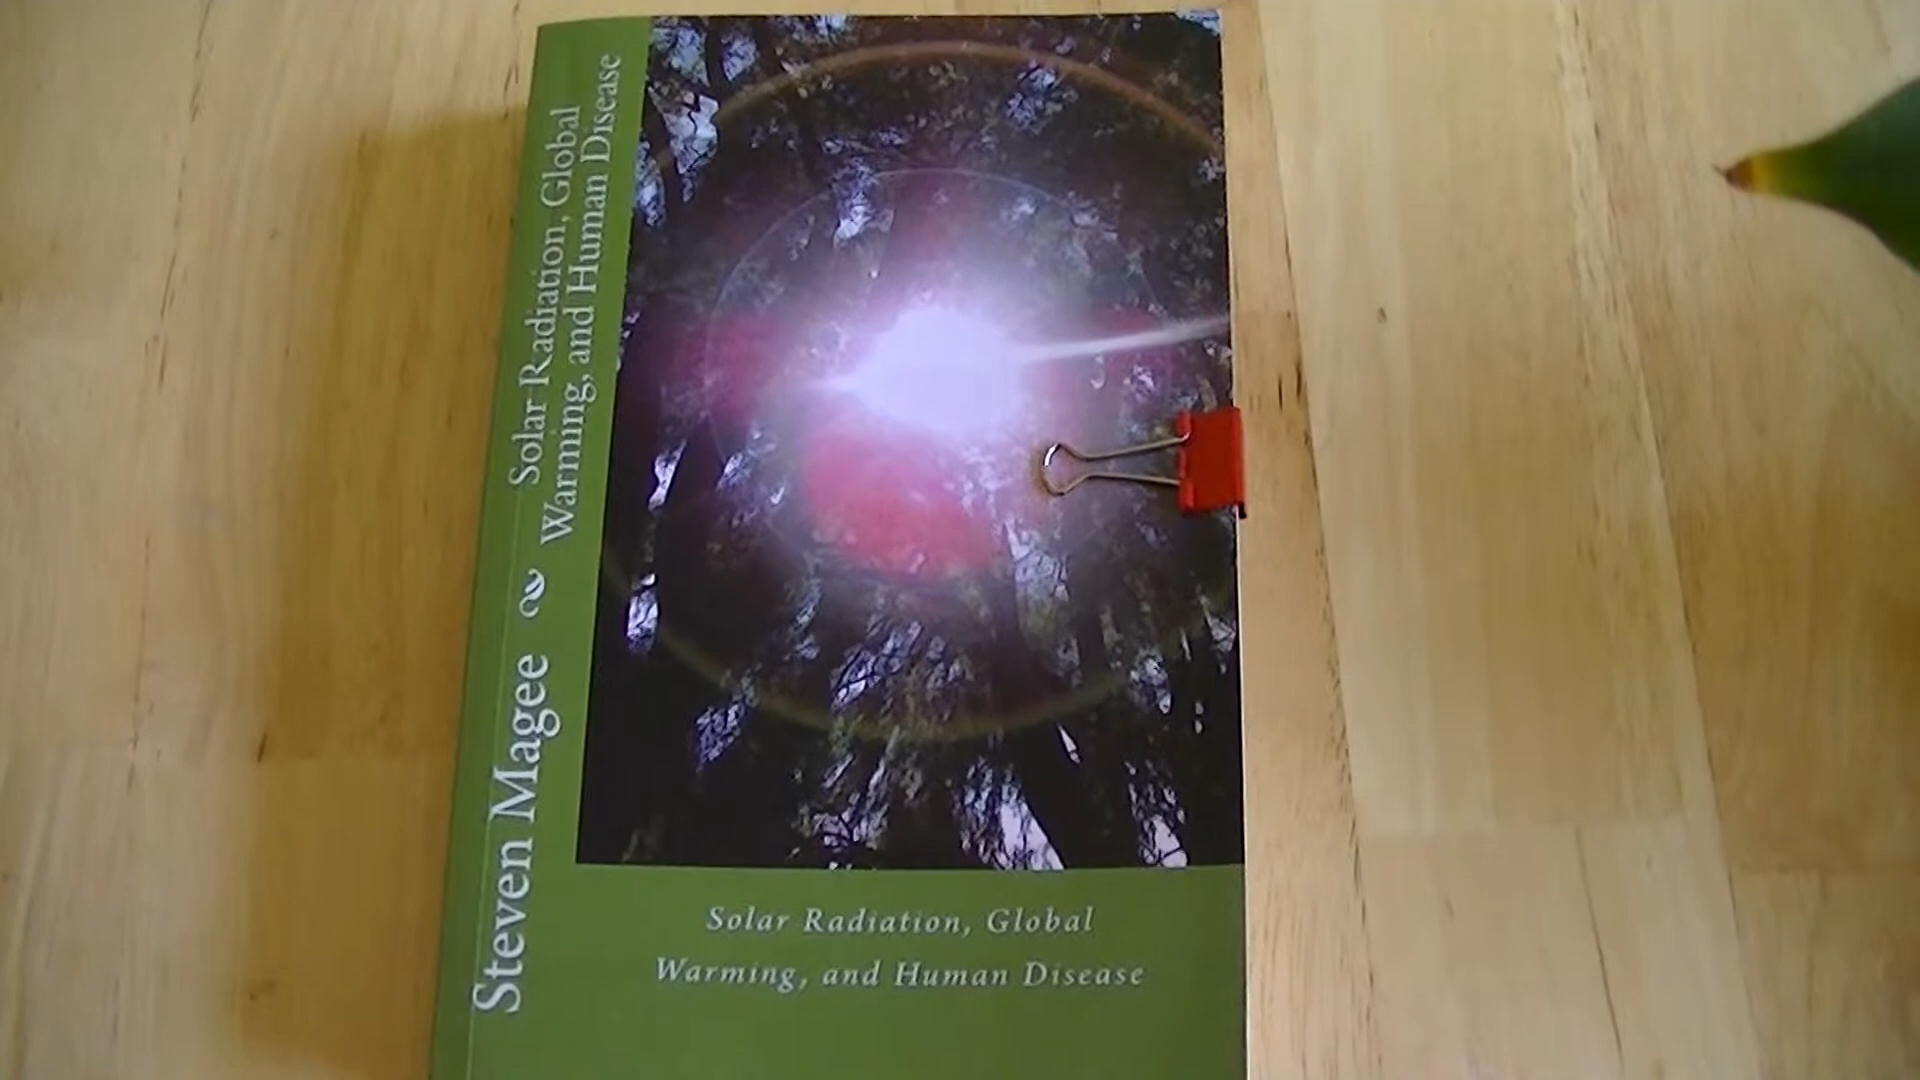 Steven Magee
Solar Radiation, Global
Warming, and Human Disease
Solar Radiation, Global
Warming, and Human Disease